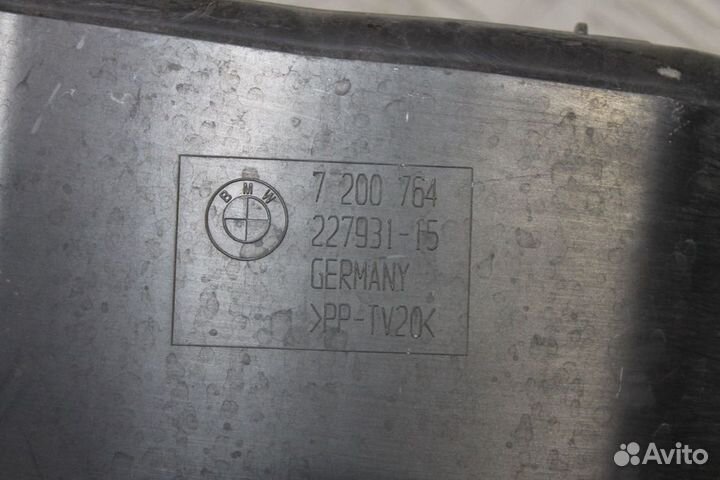 BMW
7 200 764
227931-15
GERMANY
>PP-TV20<
Avito